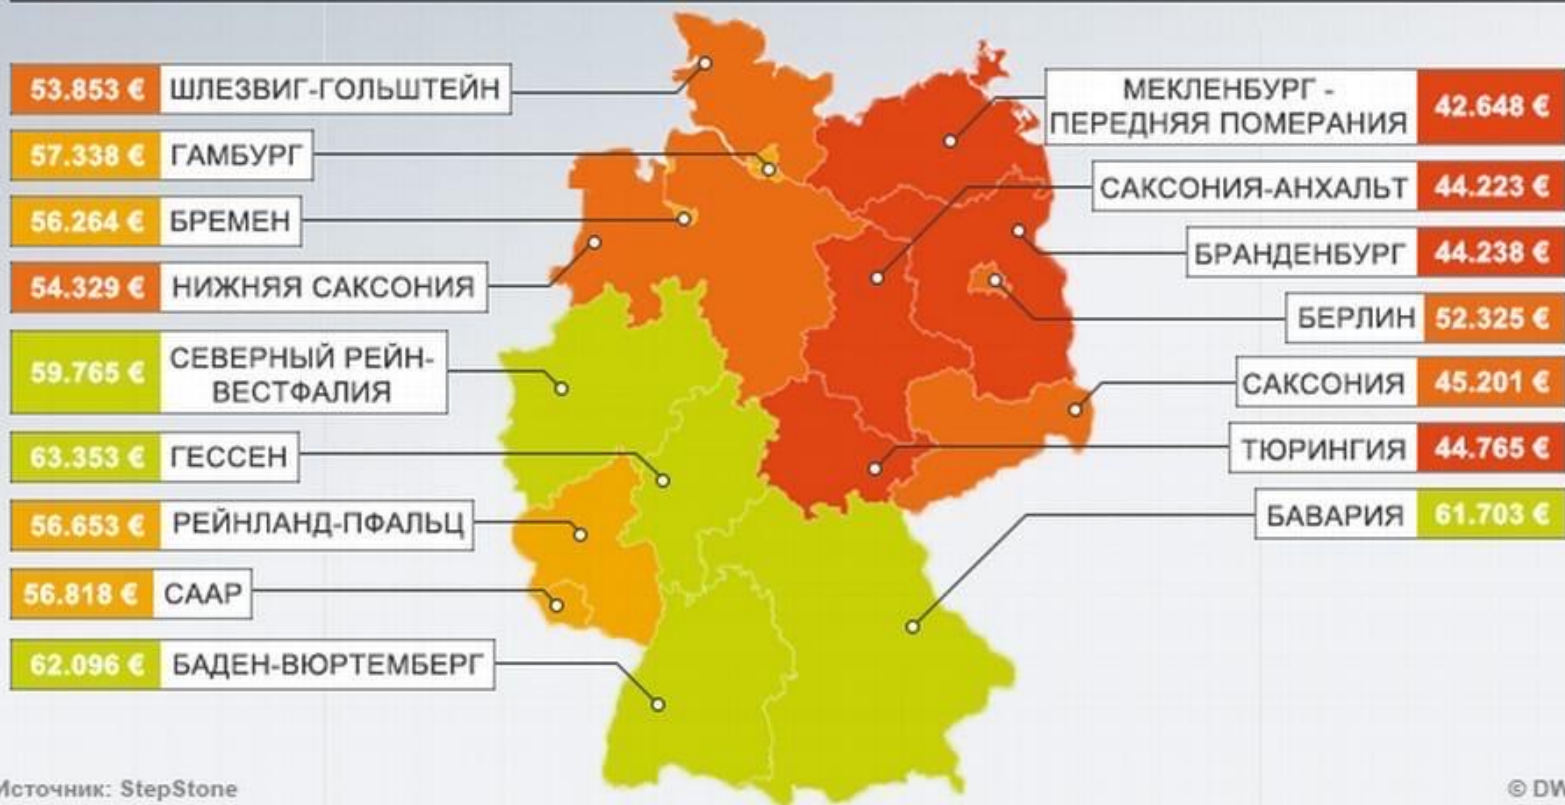 53.853 € ШЛЕЗВИГ-ГОЛЬШТЕЙН
57.338 € ГАМБУРГ
56.264 € БРЕМЕН
54.329 € НИЖНЯЯ САКСОНИЯ
59.765 € СЕВЕРНЫЙ РЕЙН-
ВЕСТФАЛИЯ
63.353 € ГЕССЕН
56.653 € РЕЙНЛАНД-ПФАЛЬЦ
56.818 € СААР
62.096 € БАДЕН-ВЮРТЕМБЕРГ
МЕКЛЕНБУРГ -
ПЕРЕДНЯЯ ПОМЕРАНИЯ 42.648 €
САКСОНИЯ-АНХАЛЬТ 44.223 €
БРАНДЕНБУРГ 44.238 €
БЕРЛИН 52.325 €
САКСОНИЯ 45.201 €
ТЮРИНГИЯ 44.765 €
БАВАРИЯ 61.703 €
Источник: StepStone
© DW